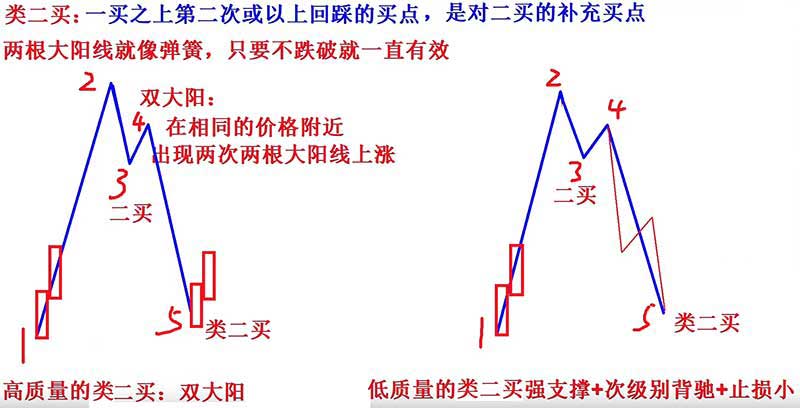 类二买：一买之上第二次或以上回踩的买点，是对二买的补充买点
两根大阳线就像弹簧，只要不跌破就一直有效
2
双大阳：
4
在相同的价格附近
出现两次两根大阳线上涨
3
二买
1
5
类二买
高质量的类二买：双大阳
2
4
3
二买
1
5
类二买
低质量的类二买强支撑+次级别背驰+止损小